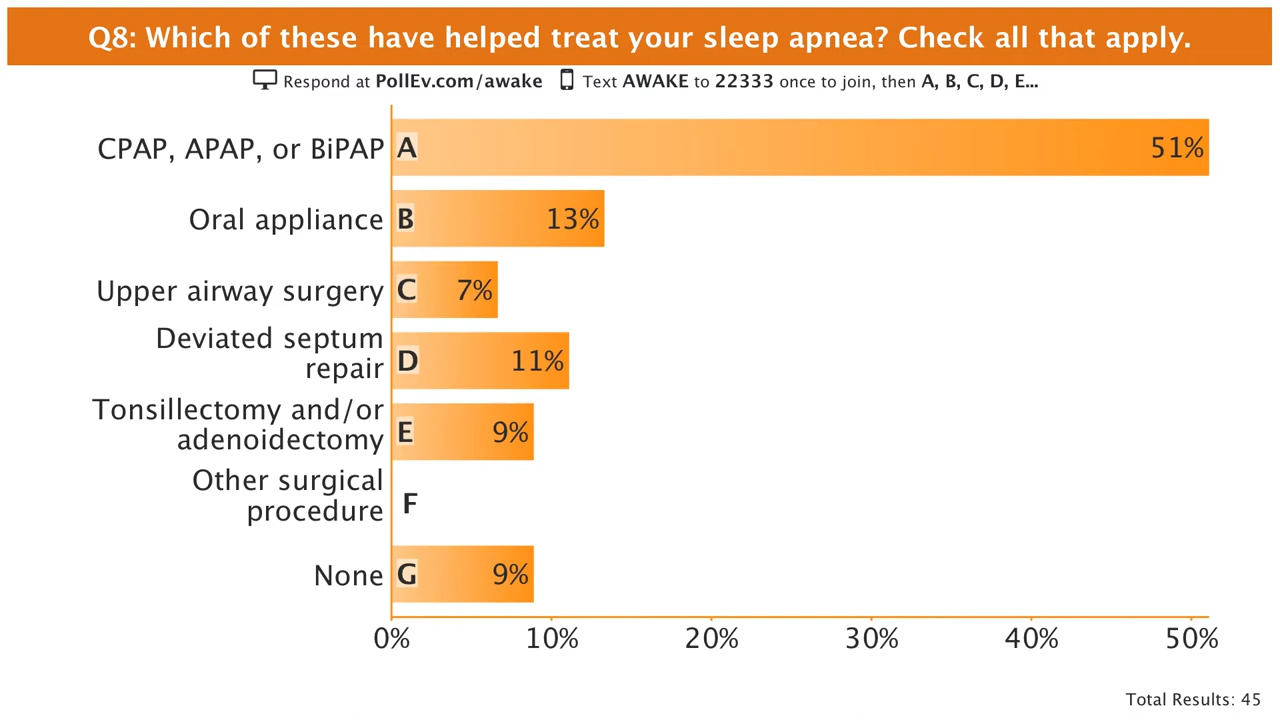 Q8: Which of these have helped treat your sleep apnea? Check all that apply.
Respond at PollEv.com/awake Text AWAKE to 22333 once to join, then A, B, C, D, E...
CPAP, APAP, or BiPAP A 51%
Oral appliance B 13%
Upper airway surgery C 7%
Deviated septum
repair D 11%
Tonsillectomy and/or
adenoidectomy E 9%
Other surgical
procedure F
None G 9%
0% 10% 20% 30% 40% 50%
Total Results: 45